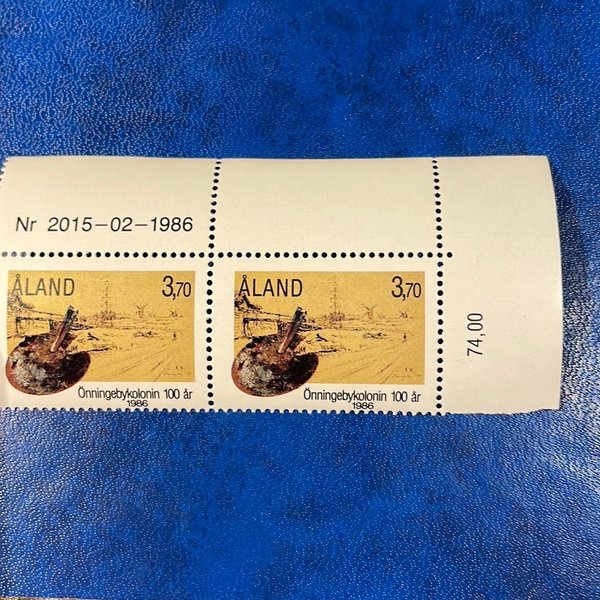 Nr 2015-02-1986
ÅLAND 3,70
Önningebykolonin 100 år
1986
ÅLAND 3,70
Önningebykolonin 100 år
1986
74,00